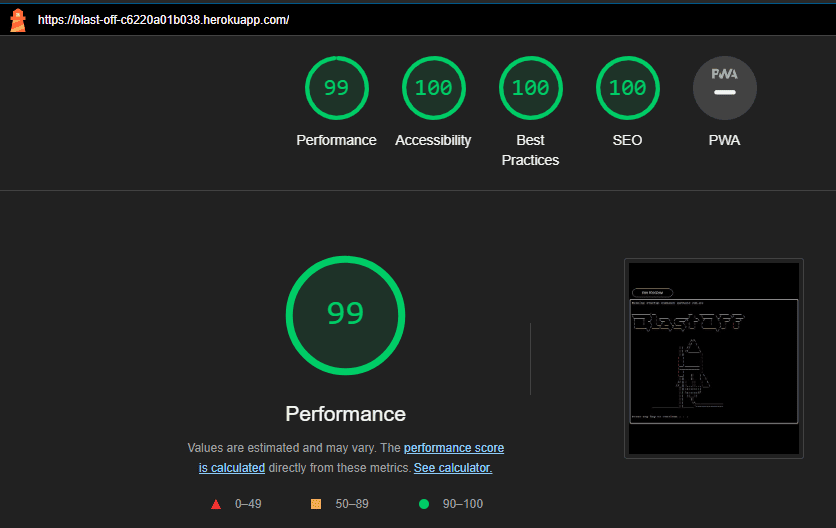 https://blast-off-c6220a01b038.herokuapp.com/
99
100
100
100
PWA
Performance
Accessibility
Best
Practices
SEO
PWA
99
Performance
Values are estimated and may vary. The performance score
is calculated directly from these metrics. See calculator.
0–49
50–89
90–100